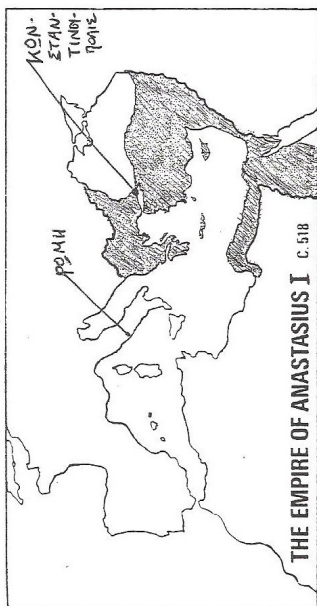 ΚΩΝ-
ΣΤΑΝ-
ΤΙΝΟΥ-
ΠΟΛΙΣ
ΡΩΜΗ
THE EMPIRE OF ANASTASIUS I C. 518